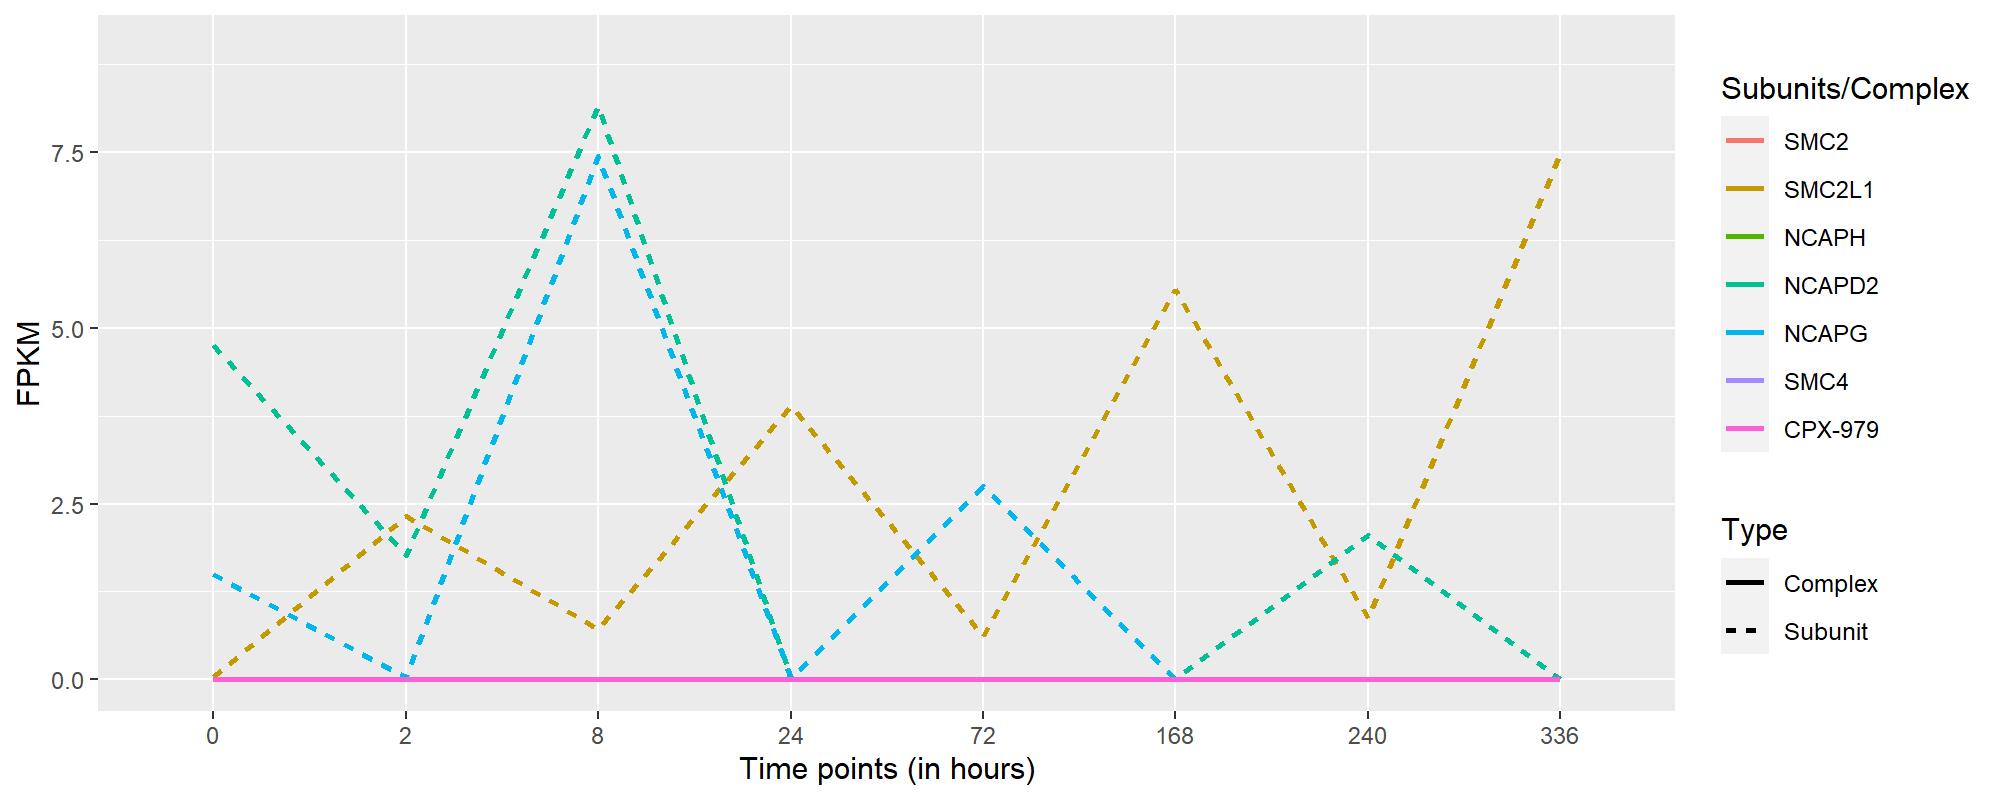 7.5
5.0
2.5
0.0
FPKM
0 2 8 24 72 168 240 336
Time points (in hours)
Subunits/Complex
SMC2
SMC2L1
NCAPH
NCAPD2
NCAPG
SMC4
CPX-979
Type
Complex
Subunit